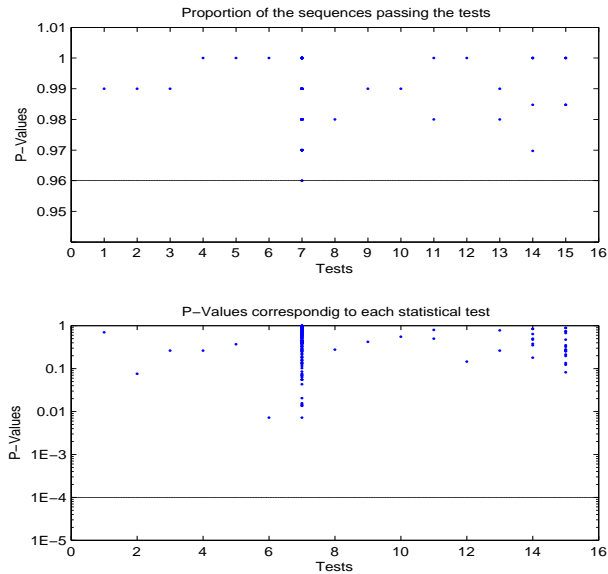 Proportion of the sequences passing the tests
1.01
1
0.99
0.98
0.97
0.96
0.95
P-Values
0 1 2 3 4 5 6 7 8 9 10 11 12 13 14 15 16
Tests
P-Values correspondig to each statistical test
1
0.1
0.01
1E-3
1E-4
1E-5
P-Values
0 2 4 6 8 10 12 14 16
Tests